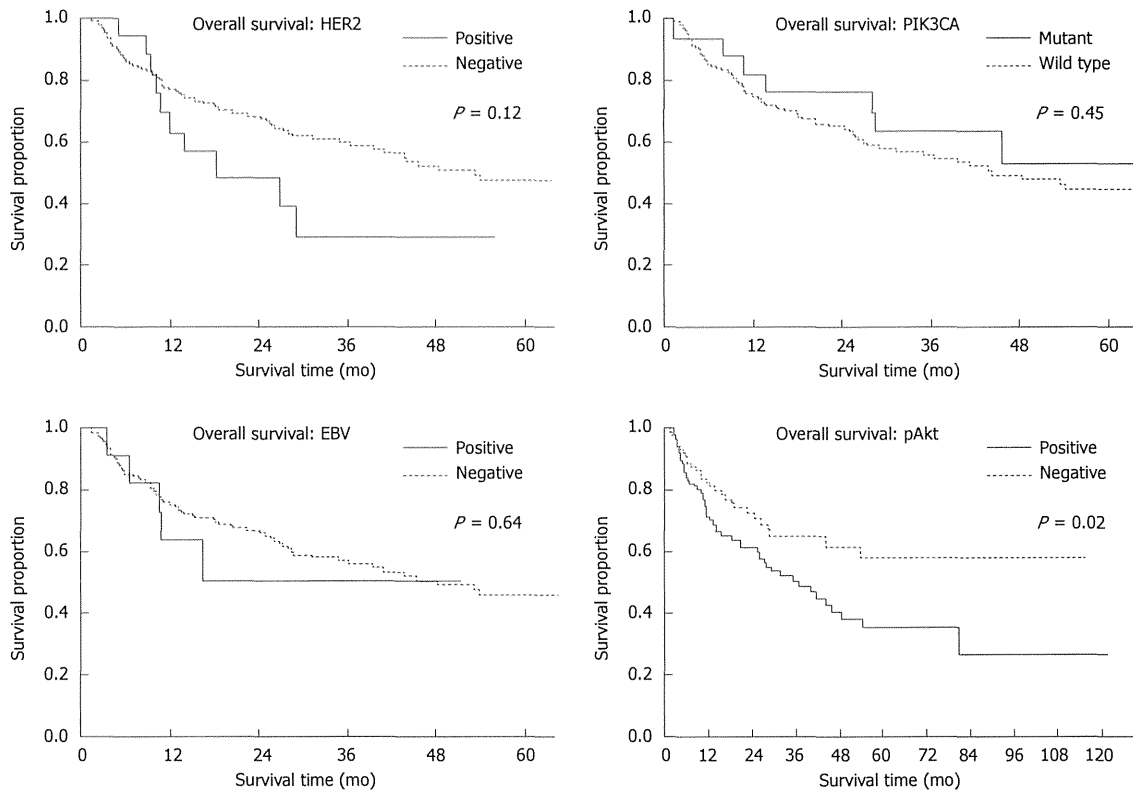 Overall survival: HER2
Positive
Negative
P = 0.12
1.0
0.8
0.6
0.4
0.2
0.0
Survival proportion
0 12 24 36 48 60
Survival time (mo)
Overall survival: PIK3CA
Mutant
Wild type
P = 0.45
1.0
0.8
0.6
0.4
0.2
0.0
Survival proportion
0 12 24 36 48 60
Survival time (mo)
Overall survival: EBV
Positive
Negative
P = 0.64
1.0
0.8
0.6
0.4
0.2
0.0
Survival proportion
0 12 24 36 48 60
Survival time (mo)
Overall survival: pAkt
Positive
Negative
P = 0.02
1.0
0.8
0.6
0.4
0.2
0.0
Survival proportion
0 12 24 36 48 60 72 84 96 108 120
Survival time (mo)